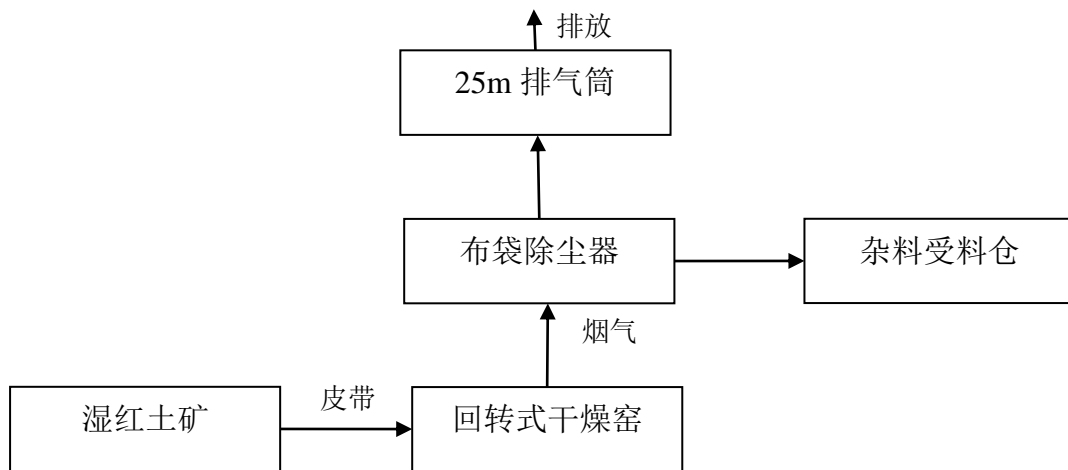 排放
25m 排气筒
布袋除尘器
杂料受料仓
烟气
湿红土矿
皮带
回转式干燥窑